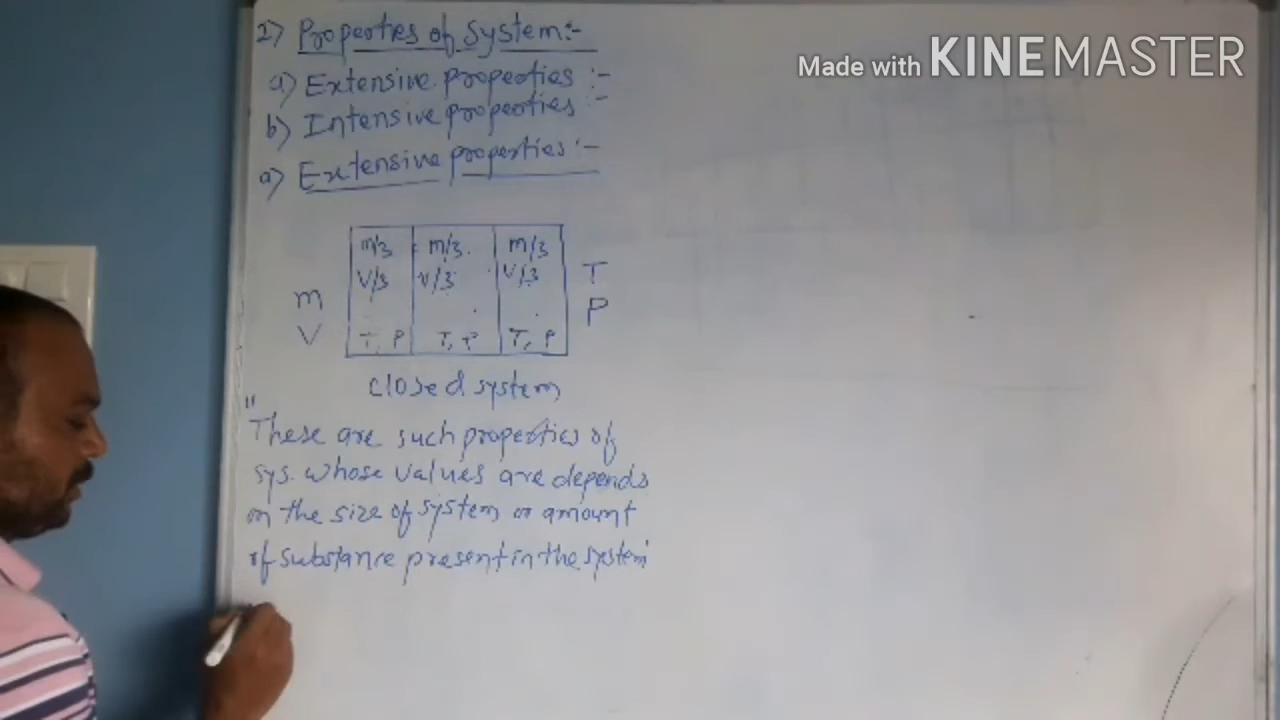 2) Properties of system:-
Made with KINEMASTER
a) Extensive properties :-
b) Intensive properties :-
a) Extensive properties :-
m/3 m/3 m/3
V/3 V/3 V/3
T
m
P
V
T, P T, P T, P
closed system
"These are such properties of
sys. whose values are depends
on the size of system or amount
of substance present in the system"